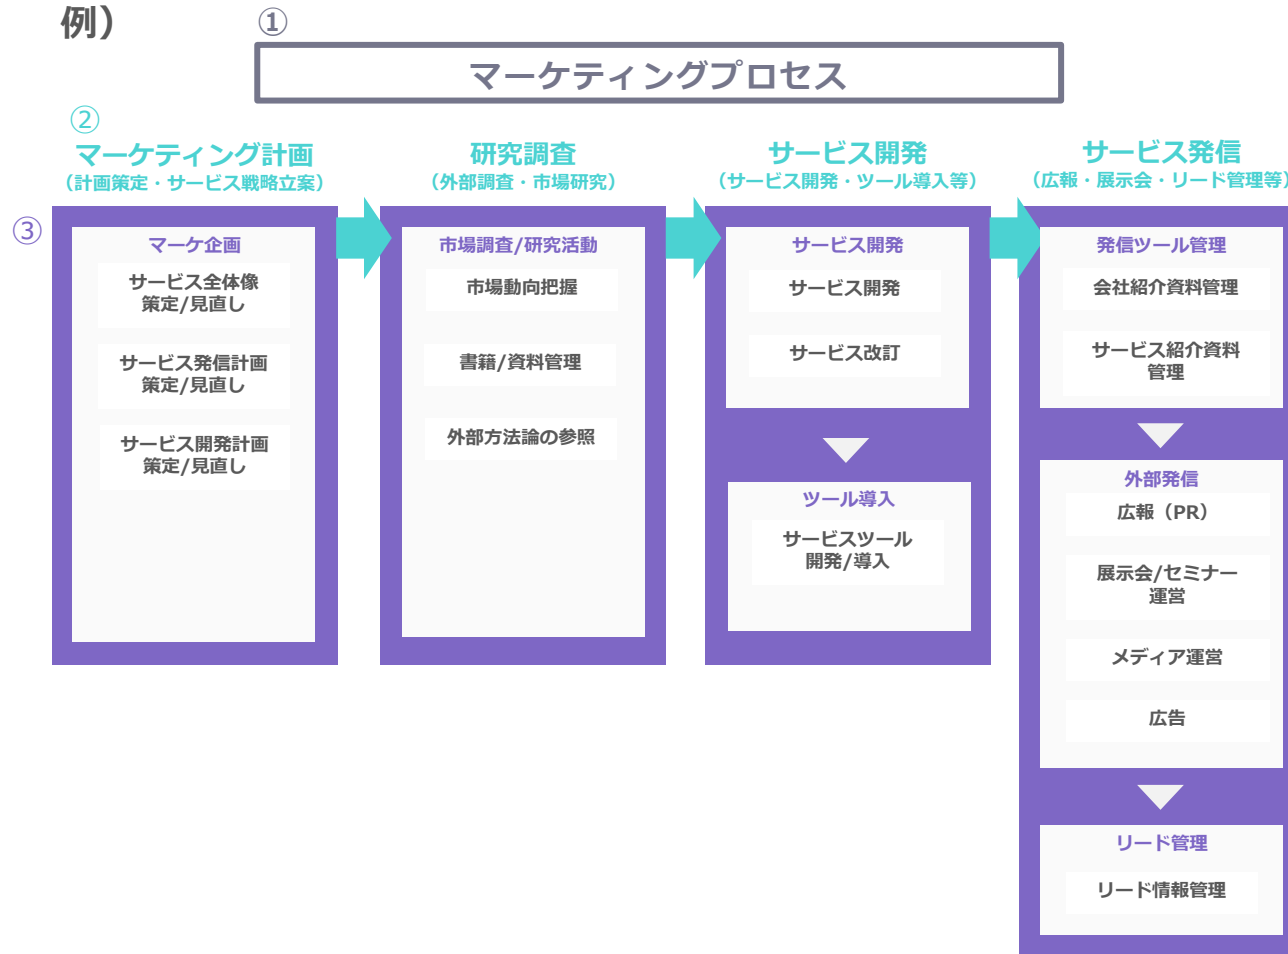 例）
①
マーケティングプロセス
②
マーケティング計画
（計画策定・サービス戦略立案）
研究調査
（外部調査・市場研究）
サービス開発
（サービス開発・ツール導入等）
サービス発信
（広報・展示会・リード管理等）
③
マーケ企画
サービス全体像
策定/見直し
サービス発信計画
策定/見直し
サービス開発計画
策定/見直し
市場調査/研究活動
市場動向把握
書籍/資料管理
外部方法論の参照
サービス開発
サービス開発
サービス改訂
ツール導入
サービスツール
開発/導入
発信ツール管理
会社紹介資料管理
サービス紹介資料
管理
外部発信
広報（PR）
展示会/セミナー
運営
メディア運営
広告
リード管理
リード情報管理